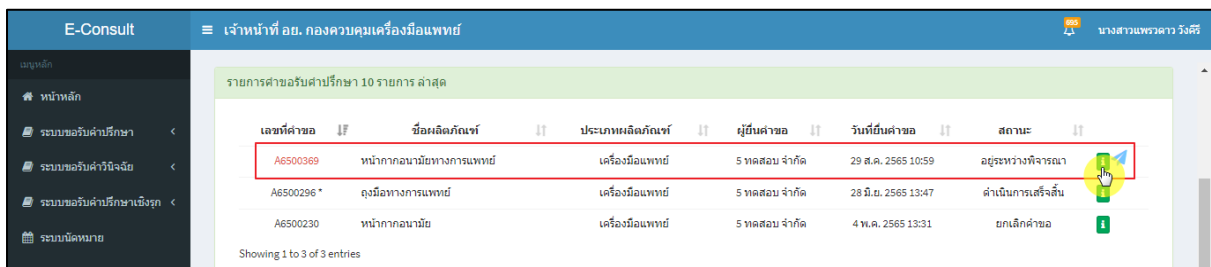 E-Consult
≡ เจ้าหน้าที่ อย. กองควบคุมเครื่องมือแพทย์
695
นางสาวแพรวดาว วังคีรี
เมนูหลัก
หน้าหลัก
ระบบขอรับคำปรึกษา <
ระบบขอรับคำวินิจฉัย <
ระบบขอรับคำปรึกษาเชิงรุก <
ระบบนัดหมาย
รายการคำขอรับคำปรึกษา 10 รายการ ล่าสุด
เลขที่คำขอ ชื่อผลิตภัณฑ์ ประเภทผลิตภัณฑ์ ผู้ยื่นคำขอ วันที่ยื่นคำขอ สถานะ
A6500369 หน้ากากอนามัยทางการแพทย์ เครื่องมือแพทย์ 5 ทดสอบ จำกัด 29 ส.ค. 2565 10:59 อยู่ระหว่างพิจารณา
A6500296 * ถุงมือทางการแพทย์ เครื่องมือแพทย์ 5 ทดสอบ จำกัด 28 มิ.ย. 2565 13:47 ดำเนินการเสร็จสิ้น
A6500230 หน้ากากอนามัย เครื่องมือแพทย์ 5 ทดสอบ จำกัด 4 พ.ค. 2565 13:31 ยกเลิกคำขอ
Showing 1 to 3 of 3 entries